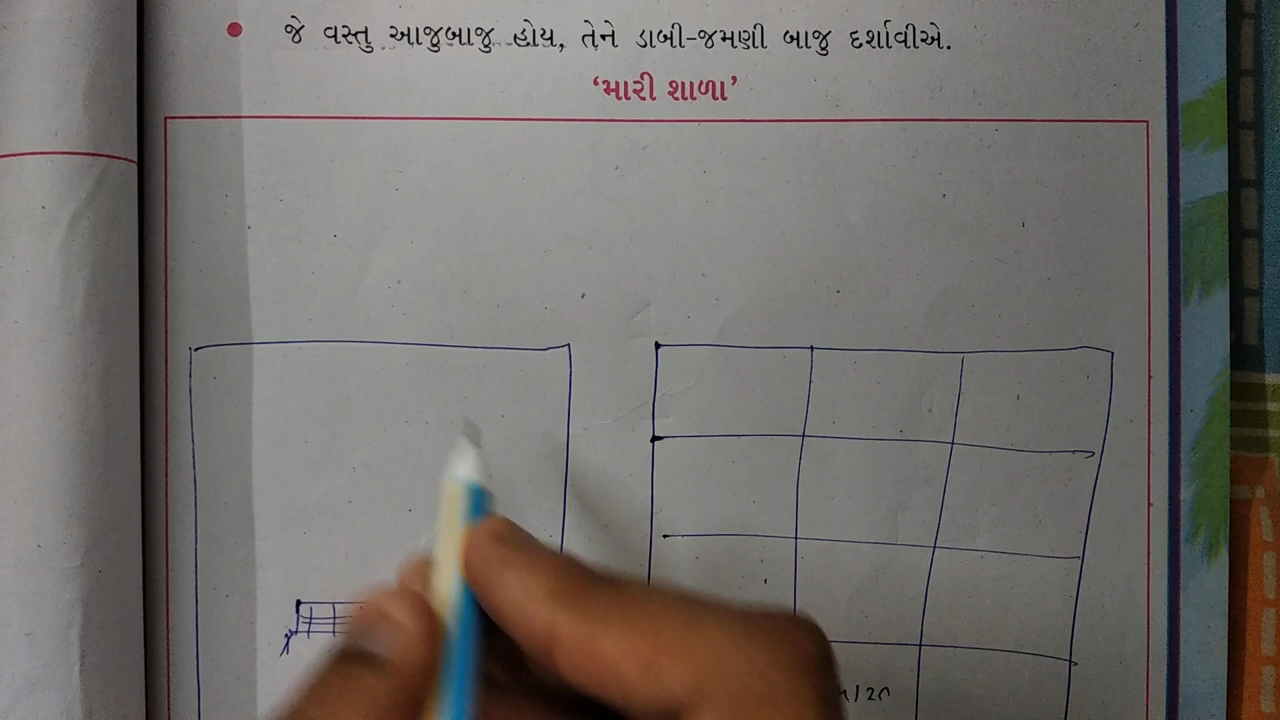 જે વસ્તુ આજુબાજુ હોય, તેને ડાબી-જમણી બાજુ દર્શાવીએ.
‘મારી શાળા’